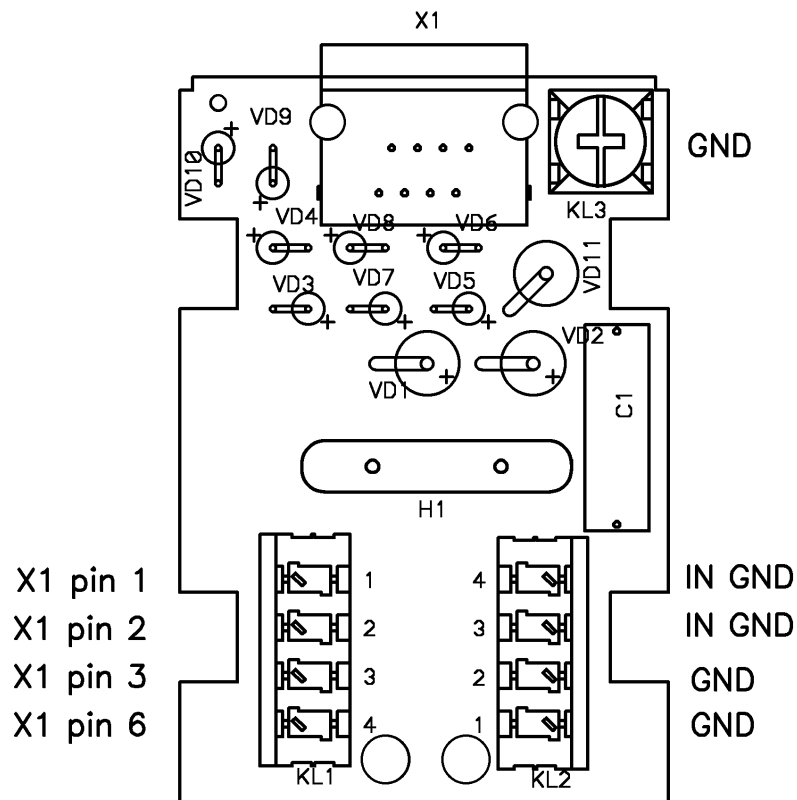 X1
VD9
VD10
GND
KL3
VD4
VD8
VD6
VD11
VD3
VD7
VD5
VD2
VD1
C1
H1
X1 pin 1
1
4
IN GND
X1 pin 2
2
3
IN GND
X1 pin 3
3
2
GND
X1 pin 6
4
1
GND
KL1
KL2